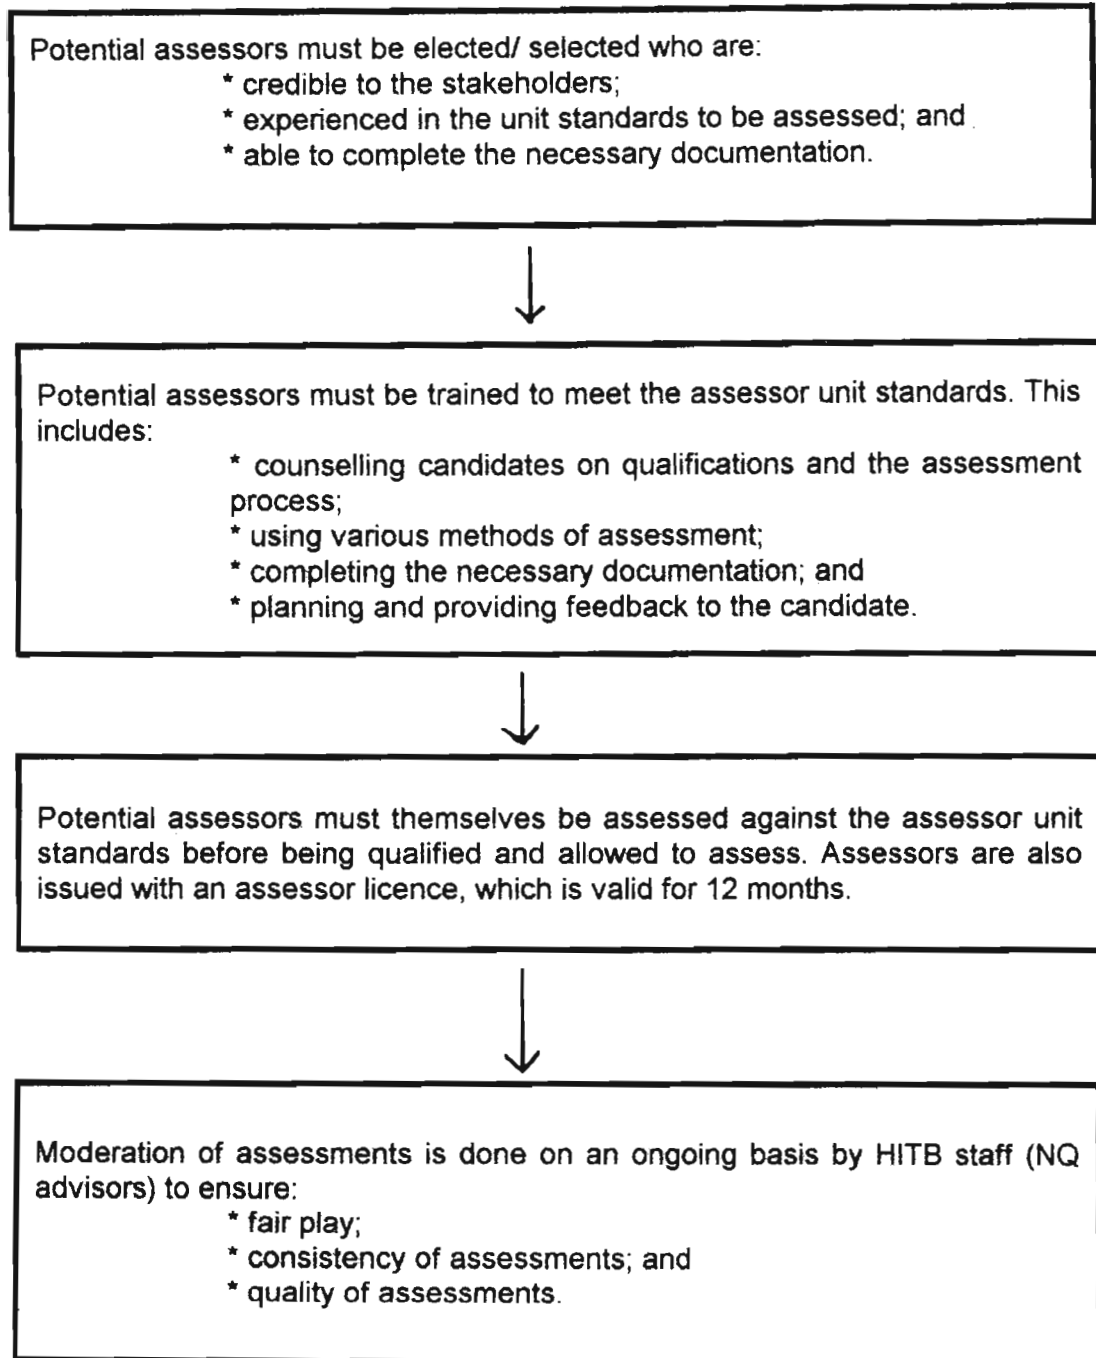 Potential assessors must be elected/ selected who are:
* credible to the stakeholders;
* experienced in the unit standards to be assessed; and
* able to complete the necessary documentation.
Potential assessors must be trained to meet the assessor unit standards. This
includes:
* counselling candidates on qualifications and the assessment
process;
* using various methods of assessment;
* completing the necessary documentation; and
* planning and providing feedback to the candidate.
Potential assessors must themselves be assessed against the assessor unit
standards before being qualified and allowed to assess. Assessors are also
issued with an assessor licence, which is valid for 12 months.
Moderation of assessments is done on an ongoing basis by HITB staff (NQ
advisors) to ensure:
* fair play;
* consistency of assessments; and
* quality of assessments.